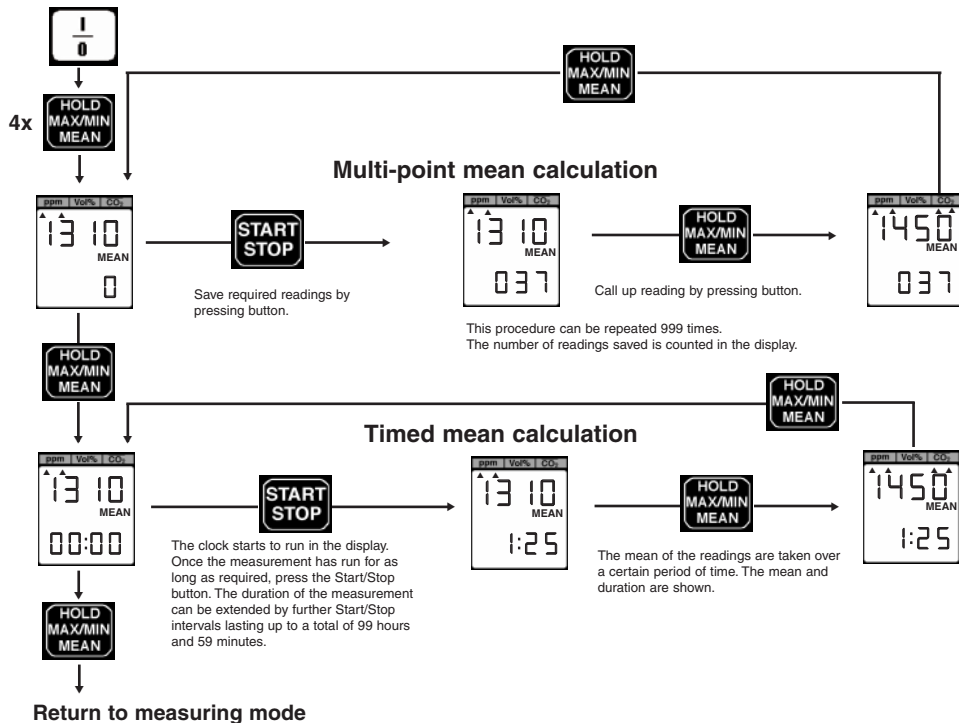 I
0
HOLD
MAX/MIN
MEAN
4x
HOLD
MAX/MIN
MEAN
Multi-point mean calculation
ppm Vol% CO₂
1310
MEAN
0
START
STOP
Save required readings by
pressing button.
ppm Vol% CO₂
1310
MEAN
037
HOLD
MAX/MIN
MEAN
Call up reading by pressing button.
ppm Vol% CO₂
1450
MEAN
037
This procedure can be repeated 999 times.
The number of readings saved is counted in the display.
HOLD
MAX/MIN
MEAN
HOLD
MAX/MIN
MEAN
Timed mean calculation
ppm Vol% CO₂
1310
MEAN
00:00
START
STOP
The clock starts to run in the display.
Once the measurement has run for as
long as required, press the Start/Stop
button. The duration of the measurement
can be extended by further Start/Stop
intervals lasting up to a total of 99 hours
and 59 minutes.
ppm Vol% CO₂
1310
MEAN
1:25
HOLD
MAX/MIN
MEAN
The mean of the readings are taken over
a certain period of time. The mean and
duration are shown.
ppm Vol% CO₂
1450
MEAN
1:25
HOLD
MAX/MIN
MEAN
Return to measuring mode